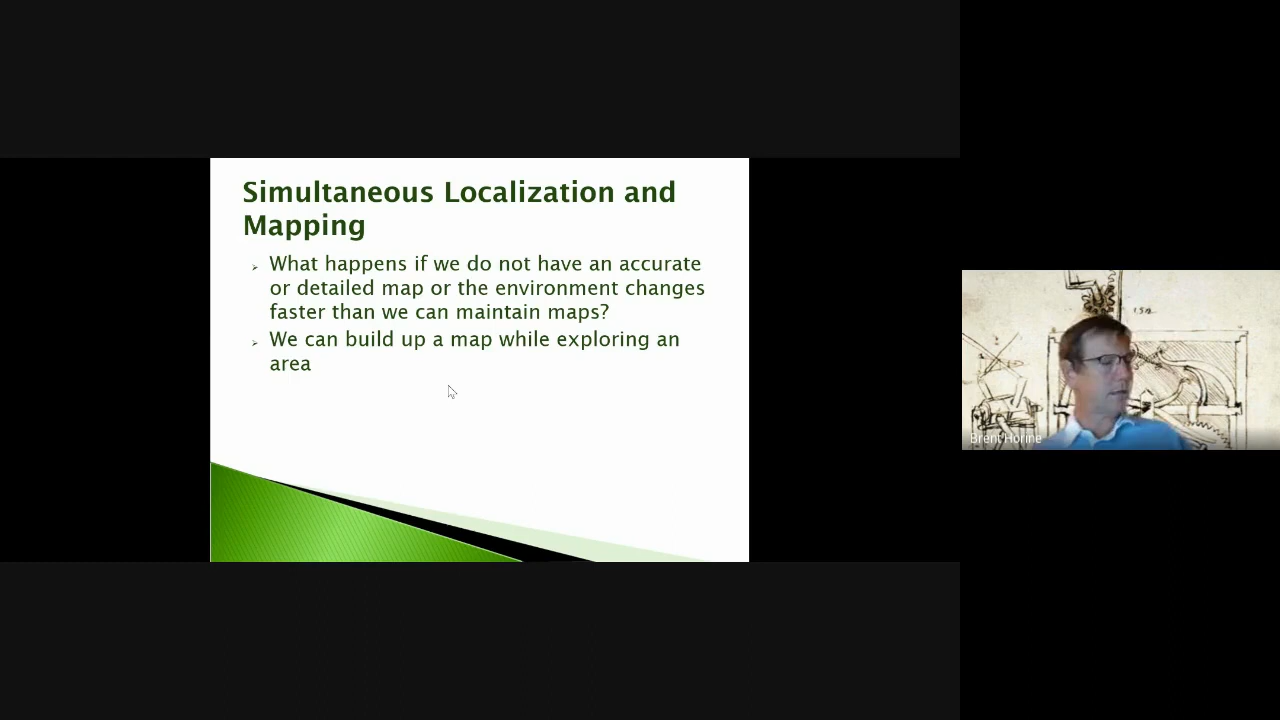 Simultaneous Localization and
Mapping
What happens if we do not have an accurate
or detailed map or the environment changes
faster than we can maintain maps?
We can build up a map while exploring an
area
Brent Horine